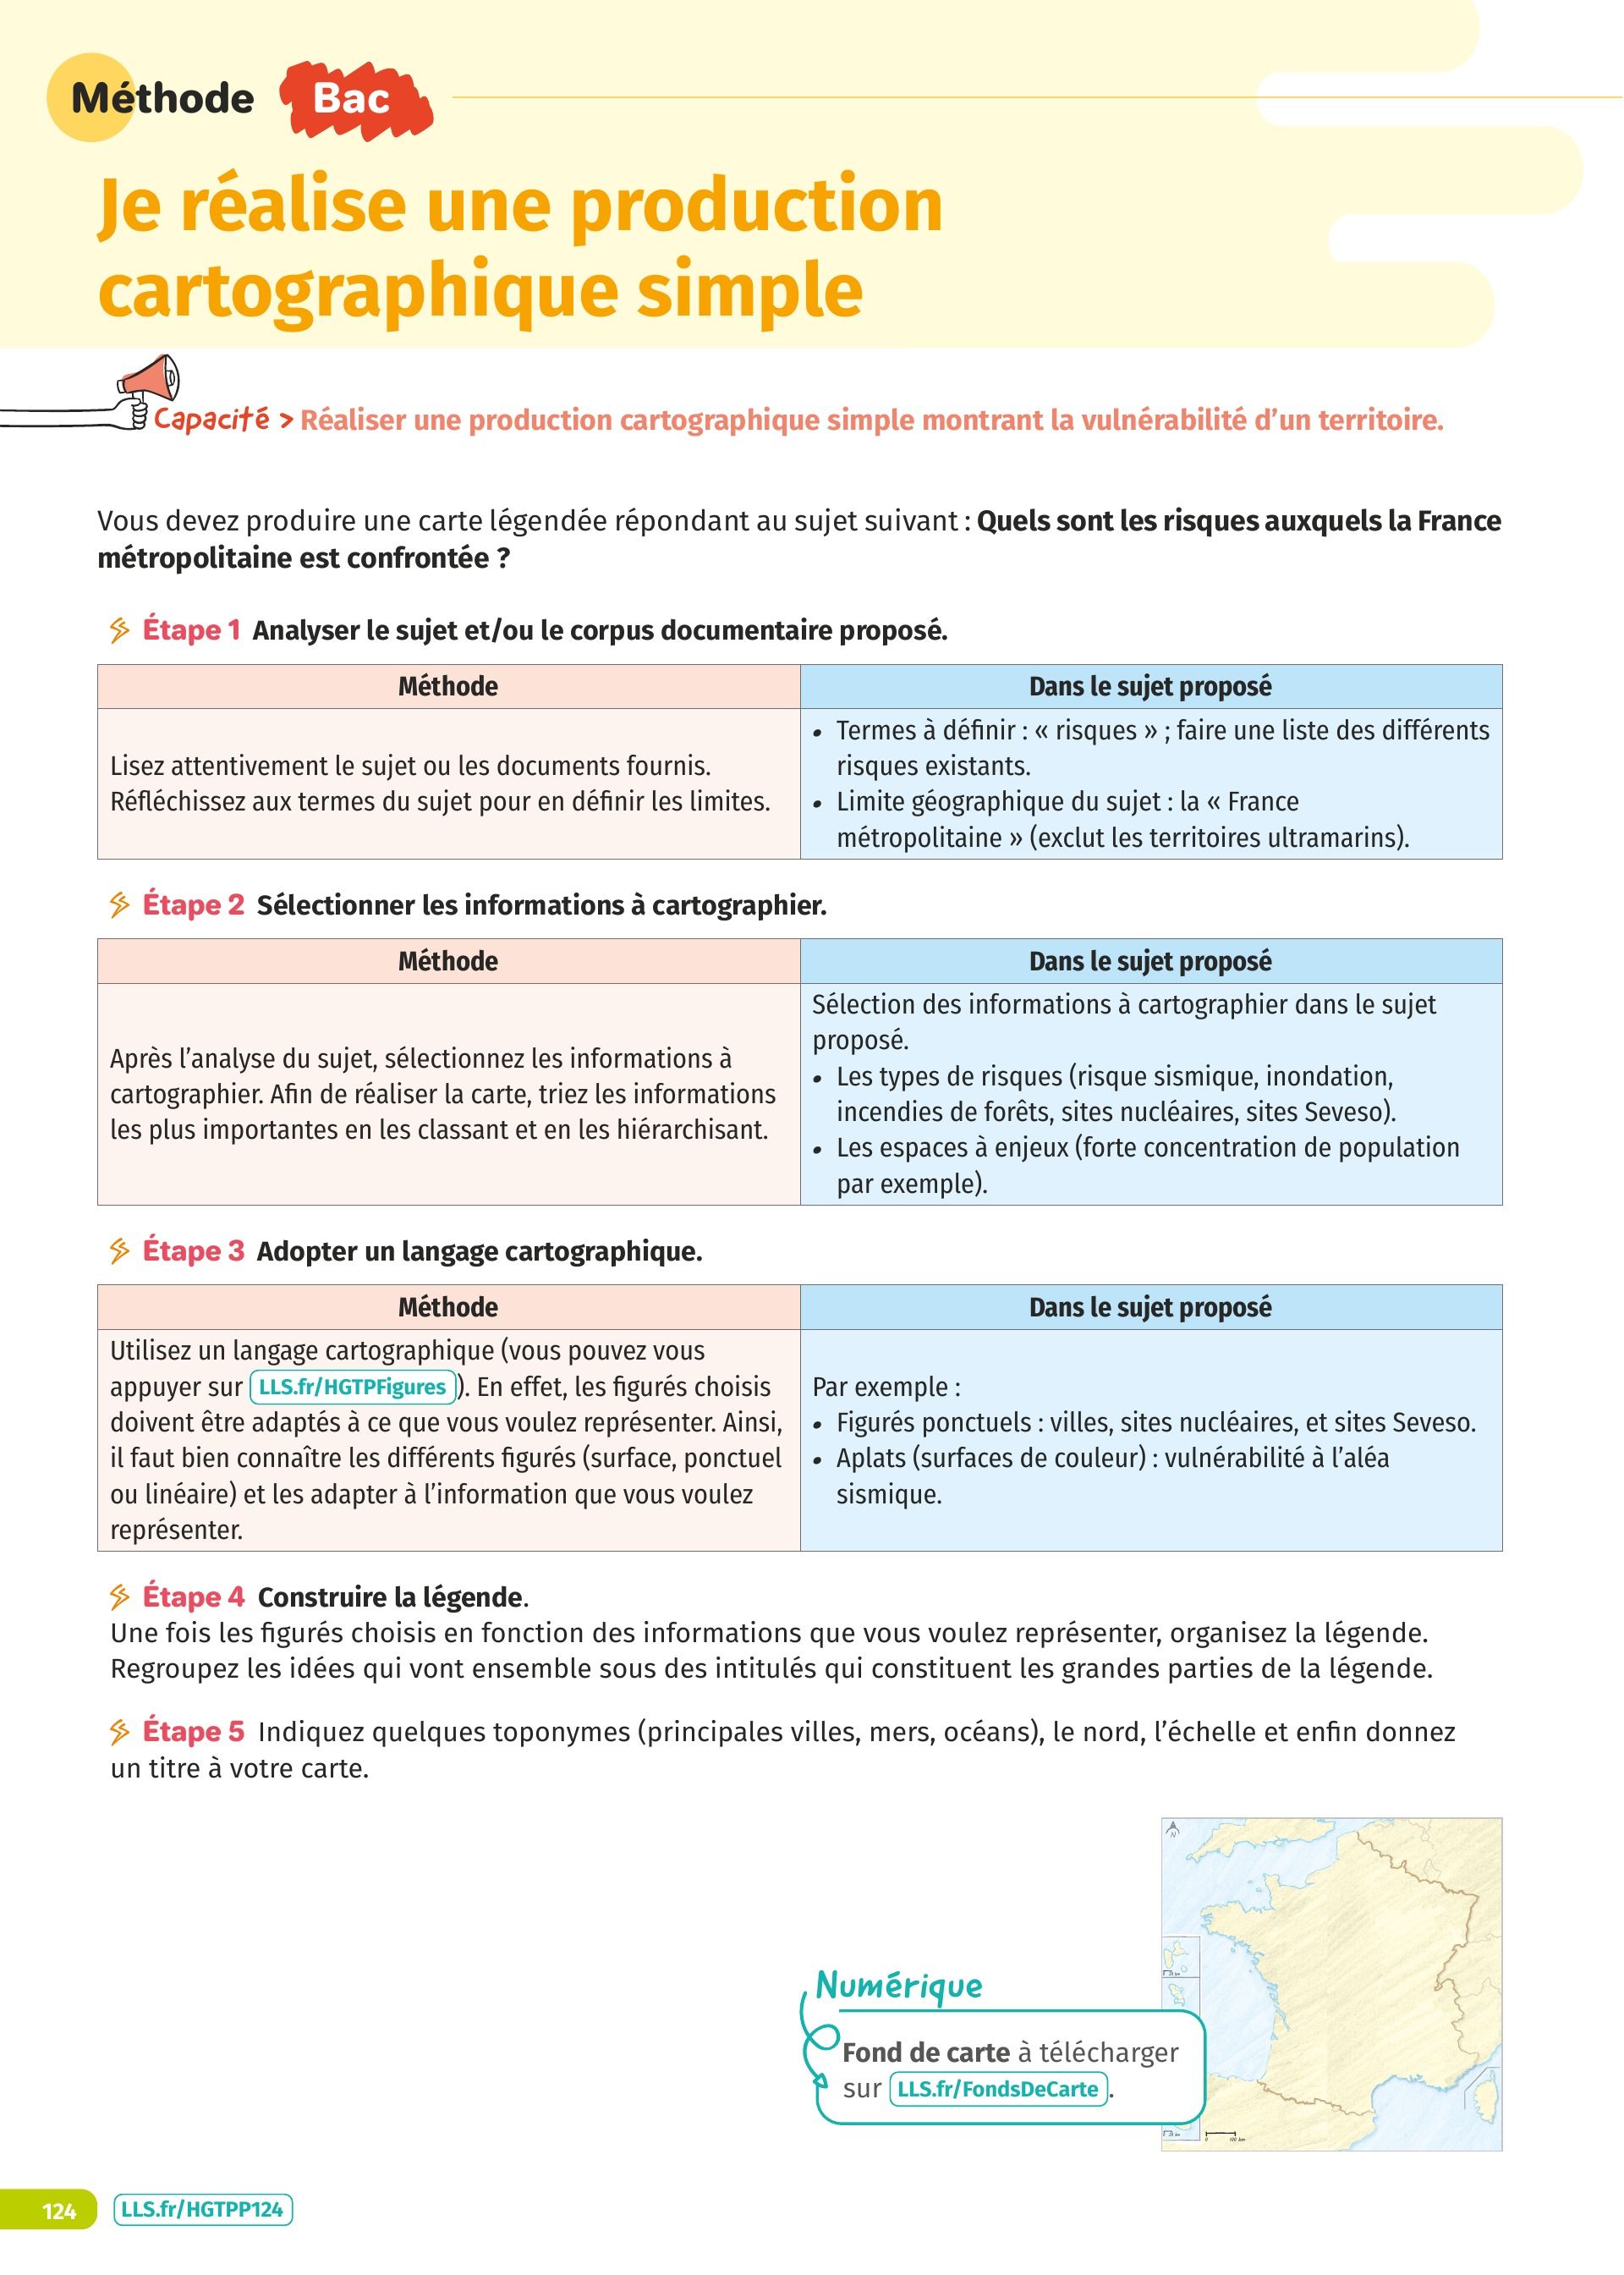 Méthode Bac
Je réalise une production
cartographique simple
Capacité > Réaliser une production cartographique simple montrant la vulnérabilité d’un territoire.
Vous devez produire une carte légendée répondant au sujet suivant : Quels sont les risques auxquels la France
métropolitaine est confrontée ?
Étape 1 Analyser le sujet et/ou le corpus documentaire proposé.
Méthode
Lisez attentivement le sujet ou les documents fournis.
Réfléchissez aux termes du sujet pour en définir les limites.
Dans le sujet proposé
• Termes à définir : « risques » ; faire une liste des différents
risques existants.
• Limite géographique du sujet : la « France
métropolitaine » (exclut les territoires ultramarins).
Étape 2 Sélectionner les informations à cartographier.
Méthode
Après l’analyse du sujet, sélectionnez les informations à
cartographier. Afin de réaliser la carte, triez les informations
les plus importantes en les classant et en les hiérarchisant.
Dans le sujet proposé
Sélection des informations à cartographier dans le sujet
proposé.
• Les types de risques (risque sismique, inondation,
incendies de forêts, sites nucléaires, sites Seveso).
• Les espaces à enjeux (forte concentration de population
par exemple).
Étape 3 Adopter un langage cartographique.
Méthode
Utilisez un langage cartographique (vous pouvez vous
appuyer sur LLS.fr/HGTPFigures). En effet, les figurés choisis
doivent être adaptés à ce que vous voulez représenter. Ainsi,
il faut bien connaître les différents figurés (surface, ponctuel
ou linéaire) et les adapter à l’information que vous voulez
représenter.
Dans le sujet proposé
Par exemple :
• Figurés ponctuels : villes, sites nucléaires, et sites Seveso.
• Aplats (surfaces de couleur) : vulnérabilité à l’aléa
sismique.
Étape 4 Construire la légende.
Une fois les figurés choisis en fonction des informations que vous voulez représenter, organisez la légende.
Regroupez les idées qui vont ensemble sous des intitulés qui constituent les grandes parties de la légende.
Étape 5 Indiquez quelques toponymes (principales villes, mers, océans), le nord, l’échelle et enfin donnez
un titre à votre carte.
N
Numérique
Fond de carte à télécharger
sur LLS.fr/FondsDeCarte.
0 100 km
124 LLS.fr/HGTPP124